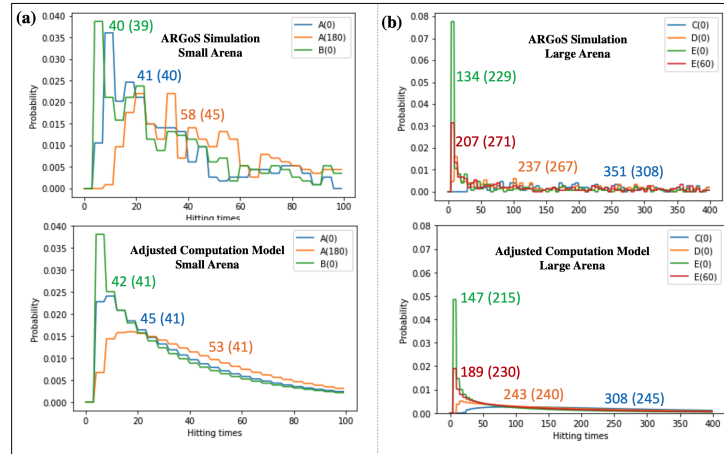 (a)
ARGoS Simulation
Small Arena
A(0)
A(180)
B(0)
40 (39)
41 (40)
58 (45)
Probability
0.040
0.035
0.030
0.025
0.020
0.015
0.010
0.005
0.000
0 20 40 60 80 100
Hitting times
(b)
ARGoS Simulation
Large Arena
C(0)
D(0)
E(0)
E(60)
134 (229)
207 (271)
237 (267)
351 (308)
Probability
0.08
0.07
0.06
0.05
0.04
0.03
0.02
0.01
0.00
0 50 100 150 200 250 300 350 400
Hitting times
Adjusted Computation Model
Small Arena
A(0)
A(180)
B(0)
42 (41)
45 (41)
53 (41)
Probability
0.040
0.035
0.030
0.025
0.020
0.015
0.010
0.005
0.000
0 20 40 60 80 100
Hitting times
Adjusted Computation Model
Large Arena
C(0)
D(0)
E(0)
E(60)
147 (215)
189 (230)
243 (240)
308 (245)
Probability
0.08
0.07
0.06
0.05
0.04
0.03
0.02
0.01
0.00
0 50 100 150 200 250 300 350 400
Hitting times